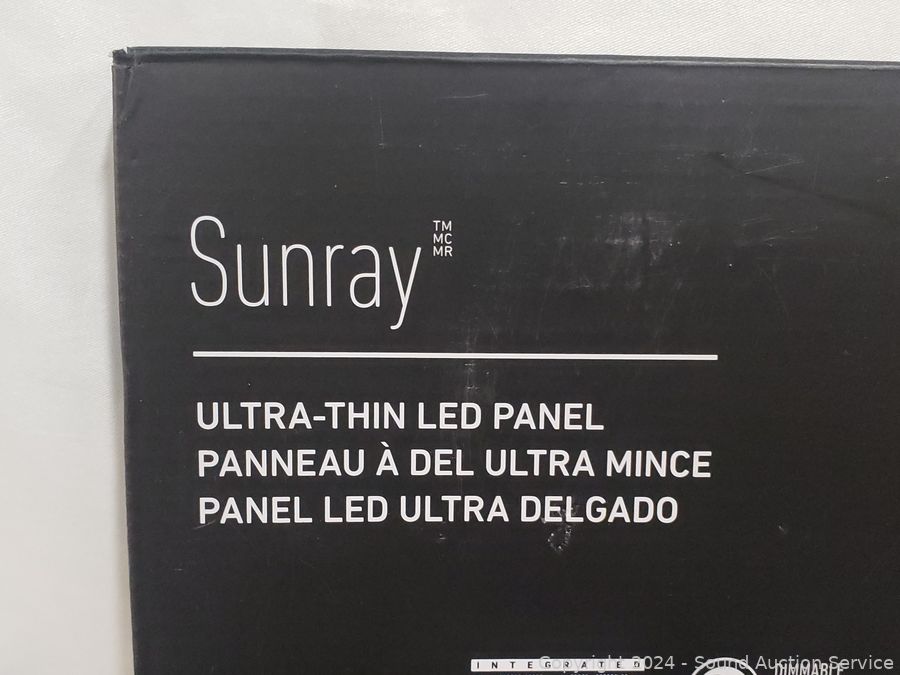 Sunray
TM
MC
MR
ULTRA-THIN LED PANEL
PANNEAU À DEL ULTRA MINCE
PANEL LED ULTRA DELGADO
INTEGRATED
DIMMABLE
Copyright 2024 - Sound Auction Service